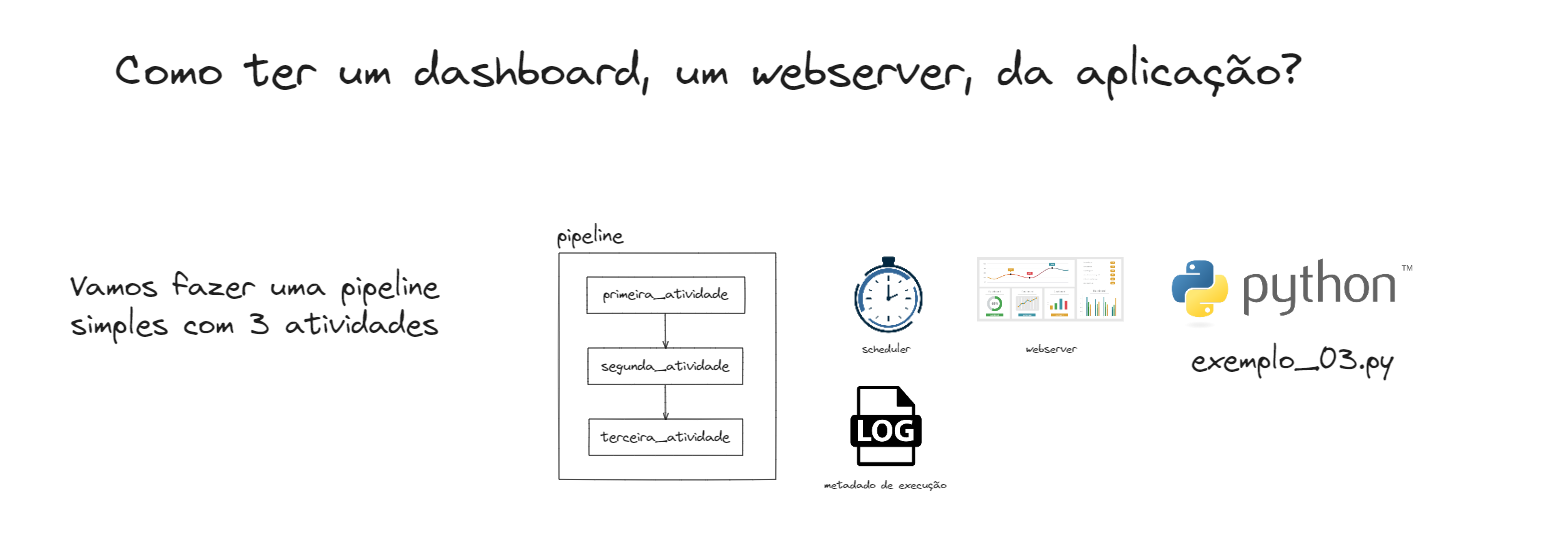 Como ter um dashboard, um webserver, da aplicação?
Vamos fazer uma pipeline
simples com 3 atividades
pipeline
primeira_atividade
segunda_atividade
terceira_atividade
scheduler
LOG
metadado de execução
webserver
python™
exemplo_03.py